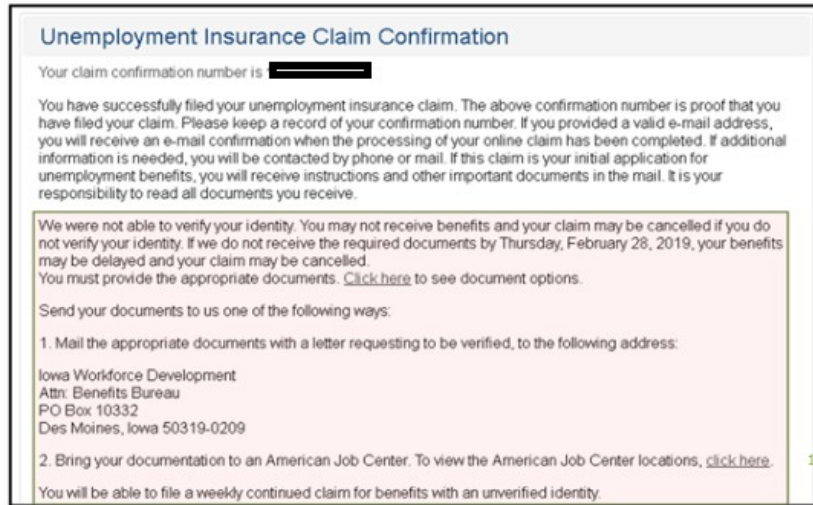 Unemployment Insurance Claim Confirmation
Your claim confirmation number is
You have successfully filed your unemployment insurance claim. The above confirmation number is proof that you
have filed your claim. Please keep a record of your confirmation number. If you provided a valid e-mail address,
you will receive an e-mail confirmation when the processing of your online claim has been completed. If additional
information is needed, you will be contacted by phone or mail. If this claim is your initial application for
unemployment benefits, you will receive instructions and other important documents in the mail. It is your
responsibility to read all documents you receive.
We were not able to verify your identity. You may not receive benefits and your claim may be cancelled if you do
not verify your identity. If we do not receive the required documents by Thursday, February 28, 2019, your benefits
may be delayed and your claim may be cancelled.
You must provide the appropriate documents. Click here to see document options.
Send your documents to us one of the following ways:
1. Mail the appropriate documents with a letter requesting to be verified, to the following address:
Iowa Workforce Development
Attn: Benefits Bureau
PO Box 10332
Des Moines, Iowa 50319-0209
2. Bring your documentation to an American Job Center. To view the American Job Center locations, click here.
1
You will be able to file a weekly continued claim for benefits with an unverified identity.